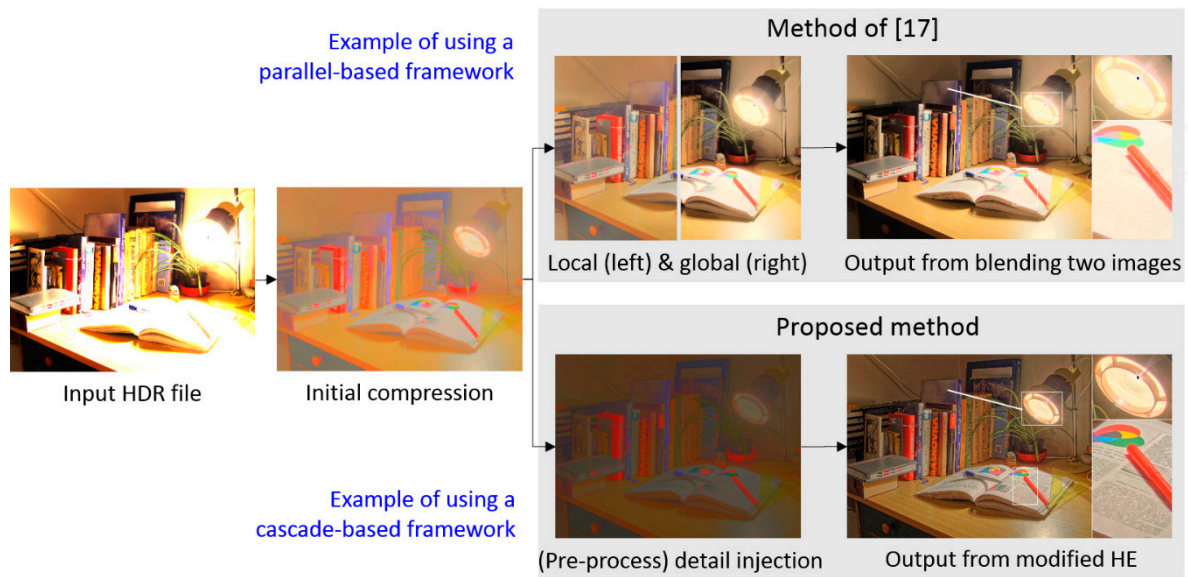 Example of using a
parallel-based framework
Method of [17]
Local (left) & global (right)
Output from blending two images
Input HDR file
Initial compression
Proposed method
Example of using a
cascade-based framework
(Pre-process) detail injection
Output from modified HE